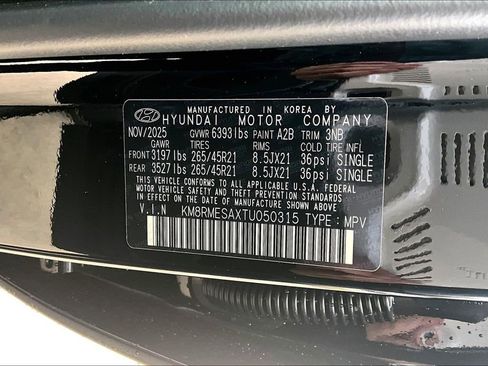 MANUFACTURED IN KOREA BY
HYUNDAI MOTOR COMPANY
NOV/2025 GVWR 6393lbs PAINT A2B TRIM 3NB
GAWR TIRES RIMS COLD TIRE INFL
FRONT 3197 lbs 265/45R21 8.5JX21 36psi SINGLE
REAR 3527 lbs 265/45R21 8.5JX21 36psi SINGLE
THIS VEHICLE CONFORMS TO ALL APPLICABLE U.S.A. FEDERAL
MOTOR VEHICLE SAFETY AND THEFT PREVENTION STANDARDS IN
EFFECT ON THE DATE OF MANUFACTURE SHOWN ABOVE
V.I.N KM8RMESAXTU050315 TYPE : MPV